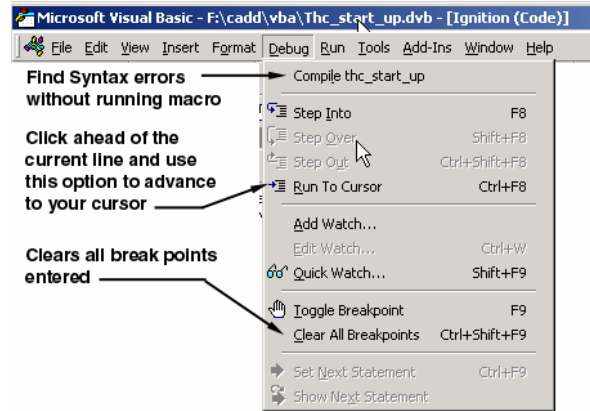 Microsoft Visual Basic - F:\cadd\vba\Thc_start_up.dvb - [Ignition (Code)]
File Edit View Insert Format Debug Run Tools Add-Ins Window Help
Find Syntax errors
without running macro
Click ahead of the
current line and use
this option to advance
to your cursor
Clears all break points
entered
Compile thc_start_up
Step Into F8
Step Over Shift+F8
Step Out Ctrl+Shift+F8
Run To Cursor Ctrl+F8
Add Watch...
Edit Watch... Ctrl+W
Quick Watch... Shift+F9
Toggle Breakpoint F9
Clear All Breakpoints Ctrl+Shift+F9
Set Next Statement Ctrl+F9
Show Next Statement